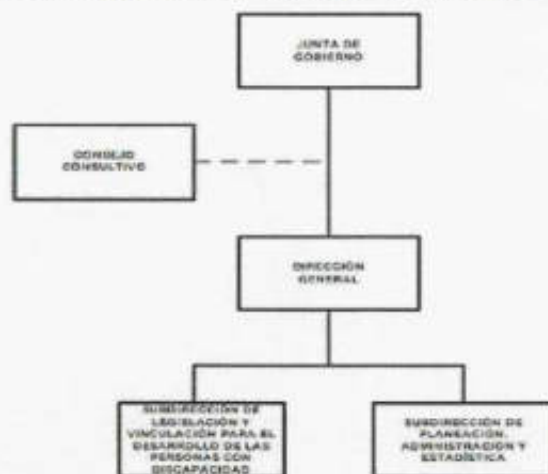 JUNTA DE
GOBIERNO
CONSEJO
CONSULTIVO
DIRECCIÓN
GENERAL
SUBDIRECCIÓN DE
LEGISLACIÓN Y
VINCULACIÓN PARA EL
DESARROLLO DE LAS
PERSONAS CON
DISCAPACIDAD
SUBDIRECCIÓN DE
PLANEACIÓN,
ADMINISTRACIÓN Y
ESTADÍSTICA